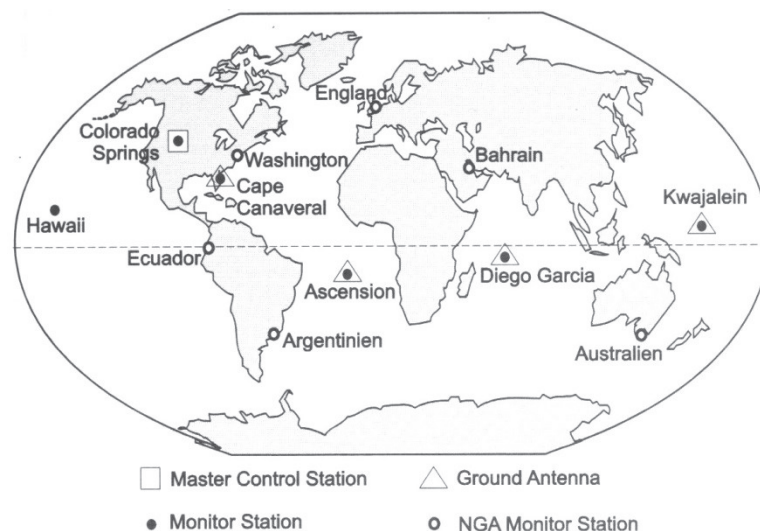 England
Colorado
Springs
Washington
Bahrain
Cape
Canaveral
Kwajalein
Hawaii
Ecuador
Ascension
Diego Garcia
Argentinien
Australien
Master Control Station
Ground Antenna
Monitor Station
NGA Monitor Station